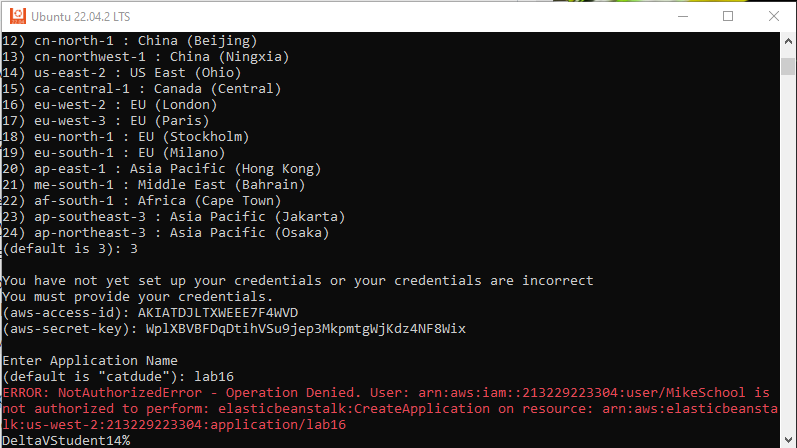 Ubuntu 22.04.2 LTS
12) cn-north-1 : China (Beijing)
13) cn-northwest-1 : China (Ningxia)
14) us-east-2 : US East (Ohio)
15) ca-central-1 : Canada (Central)
16) eu-west-2 : EU (London)
17) eu-west-3 : EU (Paris)
18) eu-north-1 : EU (Stockholm)
19) eu-south-1 : EU (Milano)
20) ap-east-1 : Asia Pacific (Hong Kong)
21) me-south-1 : Middle East (Bahrain)
22) af-south-1 : Africa (Cape Town)
23) ap-southeast-3 : Asia Pacific (Jakarta)
24) ap-northeast-3 : Asia Pacific (Osaka)
(default is 3): 3
You have not yet set up your credentials or your credentials are incorrect
You must provide your credentials.
(aws-access-id): AKIATDJLTXWEEE7F4WVD
(aws-secret-key): WplXBVBFDqDtihVSu9jep3MkpmtgWjKdz4NF8Wix
Enter Application Name
(default is "catdude"): lab16
ERROR: NotAuthorizedError - Operation Denied. User: arn:aws:iam::213229223304:user/MikeSchool is
not authorized to perform: elasticbeanstalk:CreateApplication on resource: arn:aws:elasticbeansta
lk:us-west-2:213229223304:application/lab16
DeltaVStudent14%